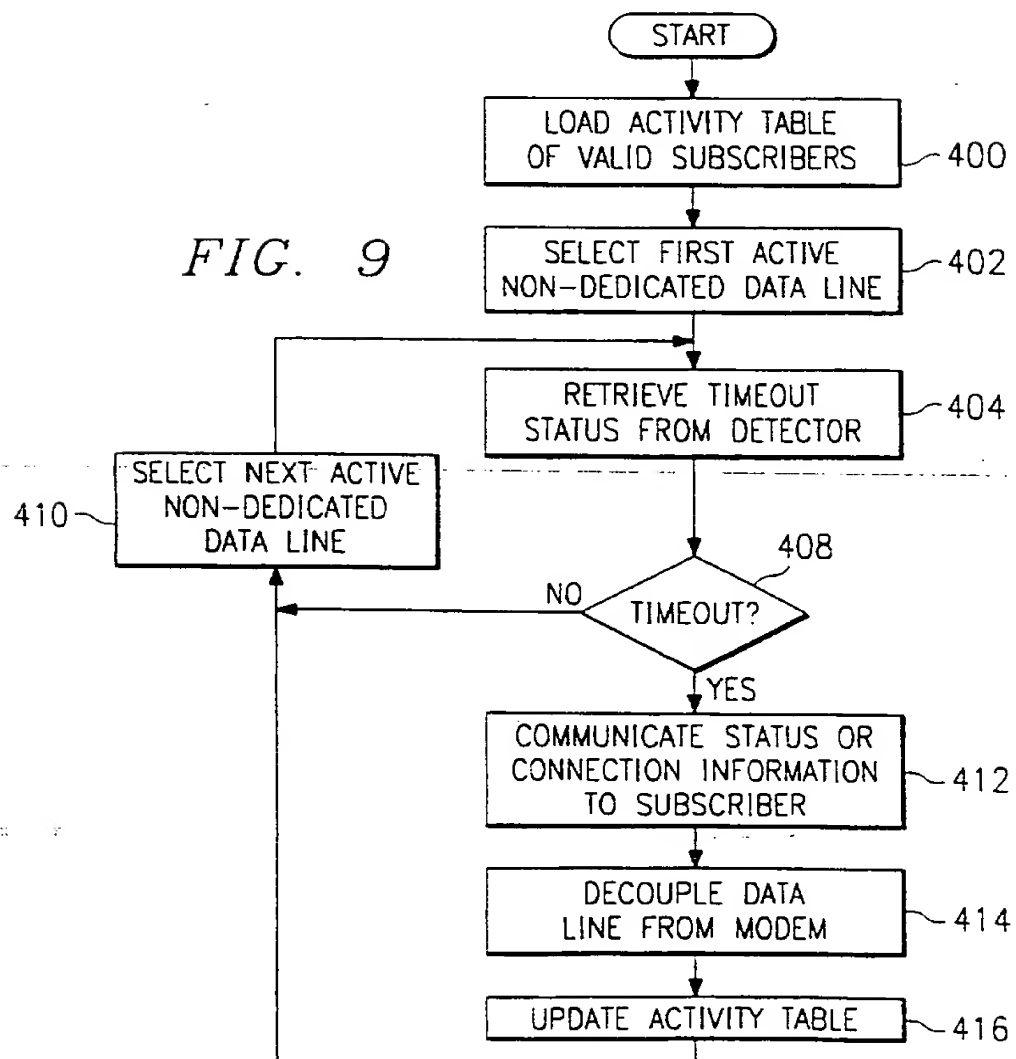 START
LOAD ACTIVITY TABLE
OF VALID SUBSCRIBERS
400
FIG. 9
SELECT FIRST ACTIVE
NON-DEDICATED DATA LINE
402
RETRIEVE TIMEOUT
STATUS FROM DETECTOR
404
SELECT NEXT ACTIVE
NON-DEDICATED
DATA LINE
410
408
NO
TIMEOUT?
YES
COMMUNICATE STATUS OR
CONNECTION INFORMATION
TO SUBSCRIBER
412
DECOUPLE DATA
LINE FROM MODEM
414
UPDATE ACTIVITY TABLE
416